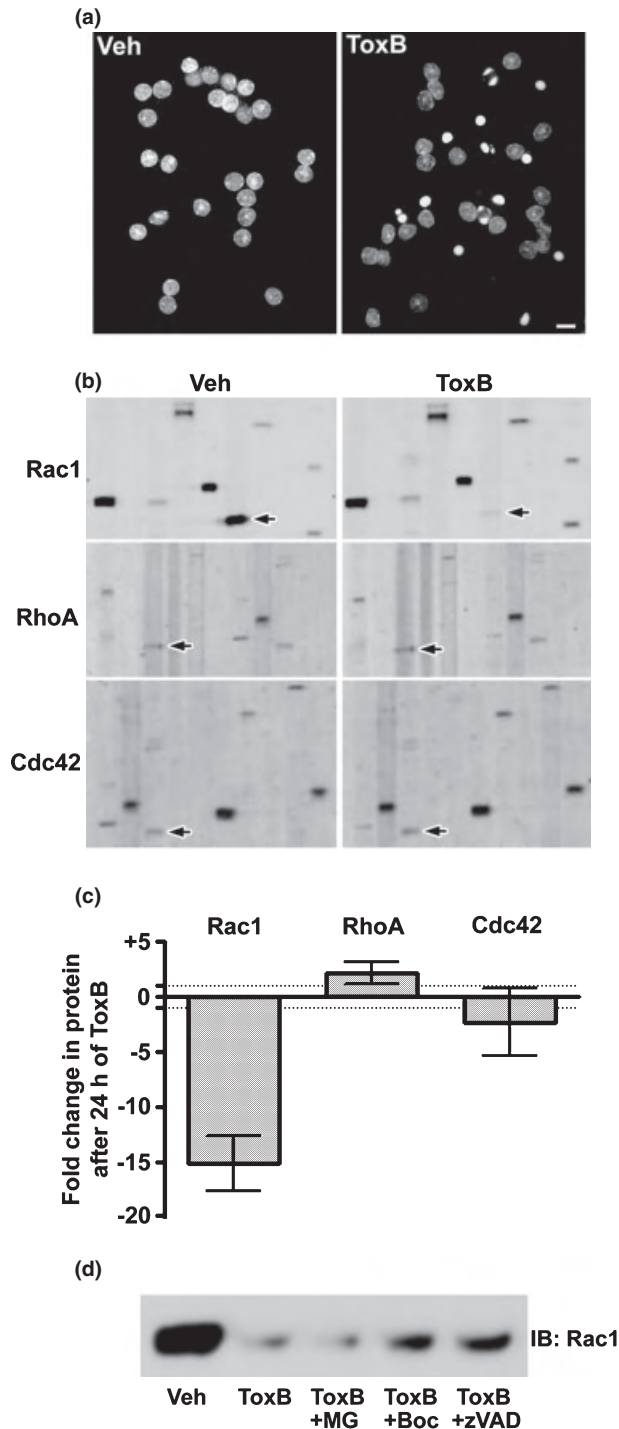 (a)
Veh ToxB
(b)
Veh ToxB
Rac1
RhoA
Cdc42
(c)
Rac1 RhoA Cdc42
+5
0
-5
-10
-15
-20
Fold change in protein
after 24 h of ToxB
(d)
IB: Rac1
Veh ToxB ToxB ToxB ToxB
+MG +Boc +zVAD